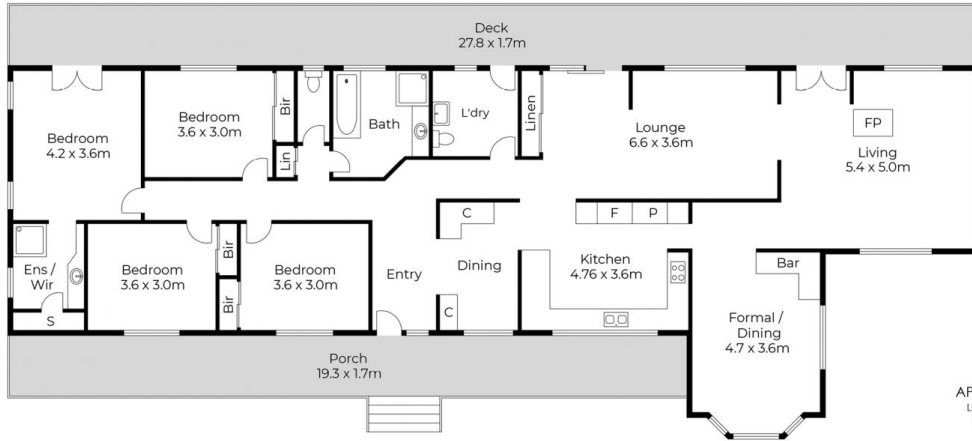 Deck
27.8 x 1.7m
Bedroom
4.2 x 3.6m
Bedroom
3.6 x 3.0m
Bir
Lin
Bath
L'dry
Linen
Lounge
6.6 x 3.6m
FP
Living
5.4 x 5.0m
Ens /
Wir
S
Bedroom
3.6 x 3.0m
Bir
Bir
Bedroom
3.6 x 3.0m
Entry
C
Dining
C
F
P
Kitchen
4.76 x 3.6m
Bar
Formal /
Dining
4.7 x 3.6m
Porch
19.3 x 1.7m